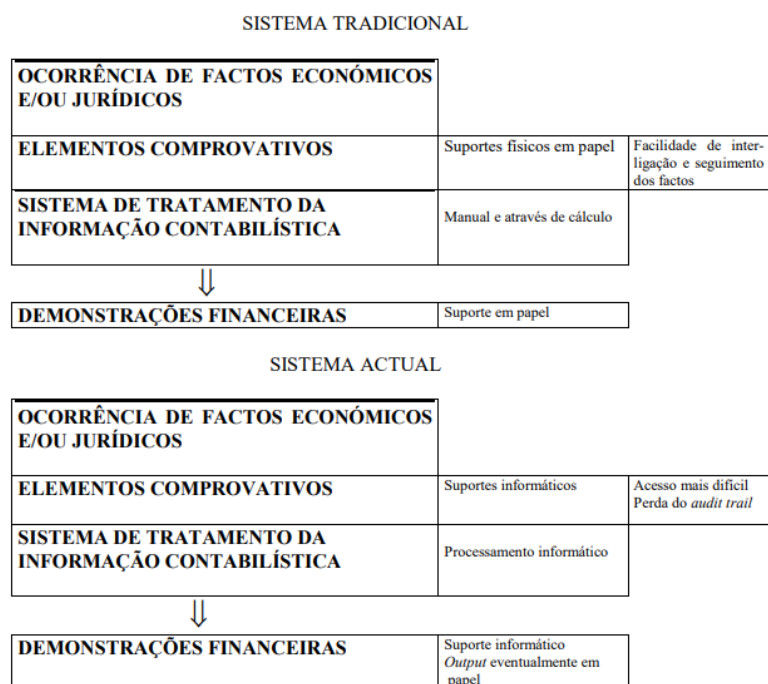 SISTEMA TRADICIONAL
OCORRÊNCIA DE FACTOS ECONÓMICOS
E/OU JURÍDICOS
ELEMENTOS COMPROVATIVOS
Suportes físicos em papel
Facilidade de inter-
ligação e seguimento
dos factos
SISTEMA DE TRATAMENTO DA
INFORMAÇÃO CONTABILÍSTICA
Manual e através de cálculo
⇓
DEMONSTRAÇÕES FINANCEIRAS
Suporte em papel
SISTEMA ACTUAL
OCORRÊNCIA DE FACTOS ECONÓMICOS
E/OU JURÍDICOS
ELEMENTOS COMPROVATIVOS
Suportes informáticos
Acesso mais difícil
Perda do audit trail
SISTEMA DE TRATAMENTO DA
INFORMAÇÃO CONTABILÍSTICA
Processamento informático
⇓
DEMONSTRAÇÕES FINANCEIRAS
Suporte informático
Output eventualmente em
papel